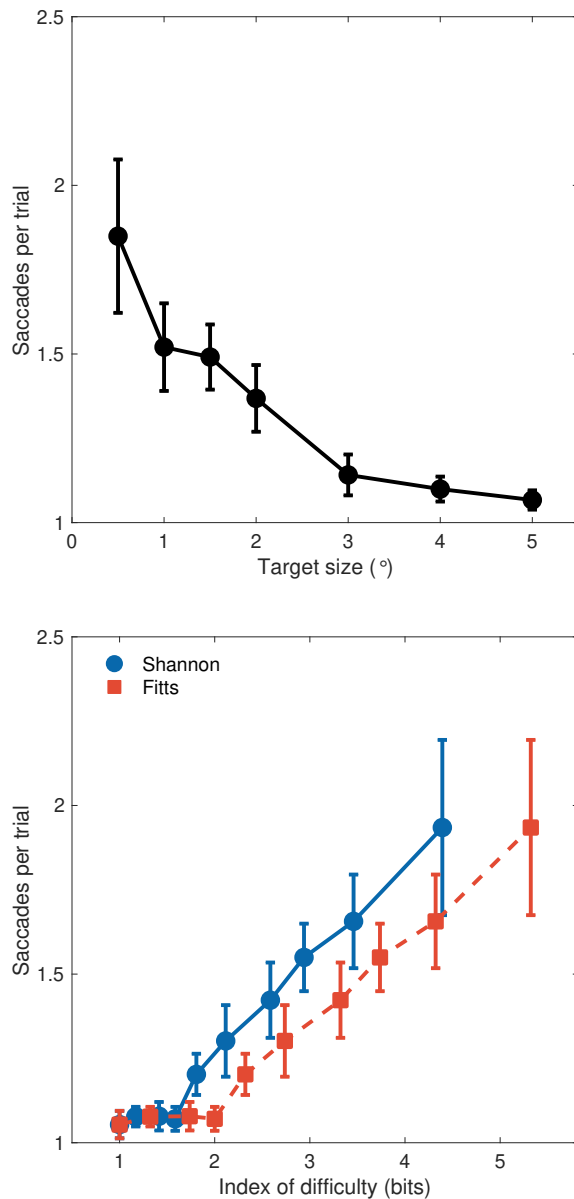 2.5
2
1.5
1
Saccades per trial
0 1 2 3 4 5
Target size (°)
2.5
Shannon
Fitts
2
1.5
1
Saccades per trial
1 2 3 4 5
Index of difficulty (bits)